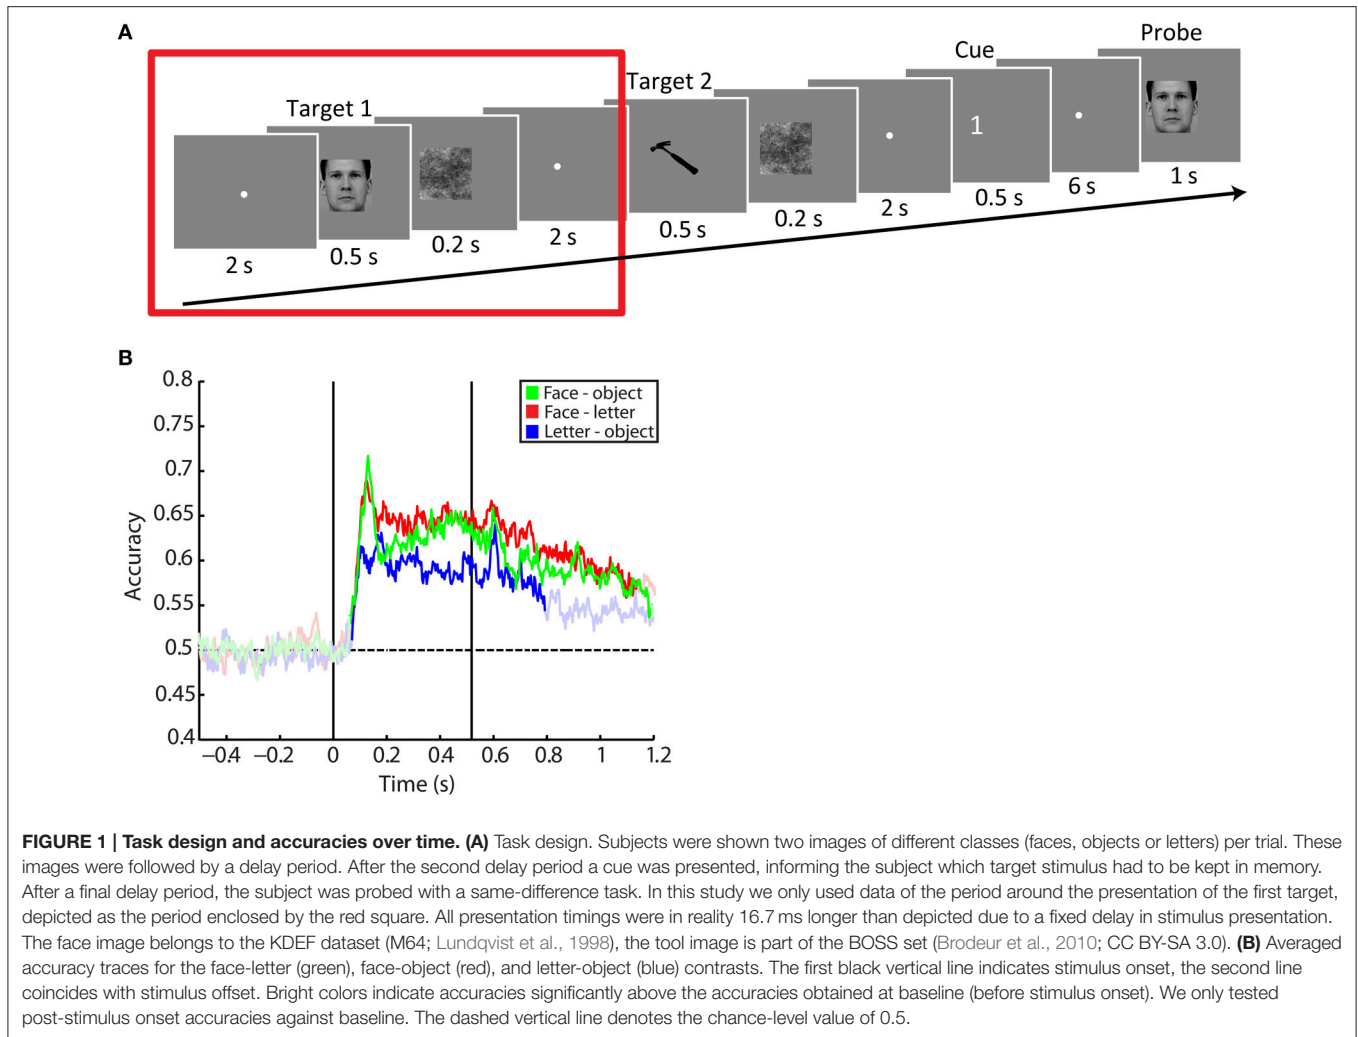 A
Probe
Cue
Target 2
Target 1
1
2 s
0.5 s
0.2 s
2 s
0.5 s
0.2 s
2 s
0.5 s
6 s
1 s
B
0.8
0.75
0.7
0.65
0.6
0.55
0.5
0.45
0.4
Accuracy
Face - object
Face - letter
Letter - object
−0.4 −0.2 0 0.2 0.4 0.6 0.8 1 1.2
Time (s)
FIGURE 1 | Task design and accuracies over time. (A) Task design. Subjects were shown two images of different classes (faces, objects or letters) per trial. These
images were followed by a delay period. After the second delay period a cue was presented, informing the subject which target stimulus had to be kept in memory.
After a final delay period, the subject was probed with a same-difference task. In this study we only used data of the period around the presentation of the first target,
depicted as the period enclosed by the red square. All presentation timings were in reality 16.7 ms longer than depicted due to a fixed delay in stimulus presentation.
The face image belongs to the KDEF dataset (M64; Lundqvist et al., 1998), the tool image is part of the BOSS set (Brodeur et al., 2010; CC BY-SA 3.0). (B) Averaged
accuracy traces for the face-letter (green), face-object (red), and letter-object (blue) contrasts. The first black vertical line indicates stimulus onset, the second line
coincides with stimulus offset. Bright colors indicate accuracies significantly above the accuracies obtained at baseline (before stimulus onset). We only tested
post-stimulus onset accuracies against baseline. The dashed vertical line denotes the chance-level value of 0.5.